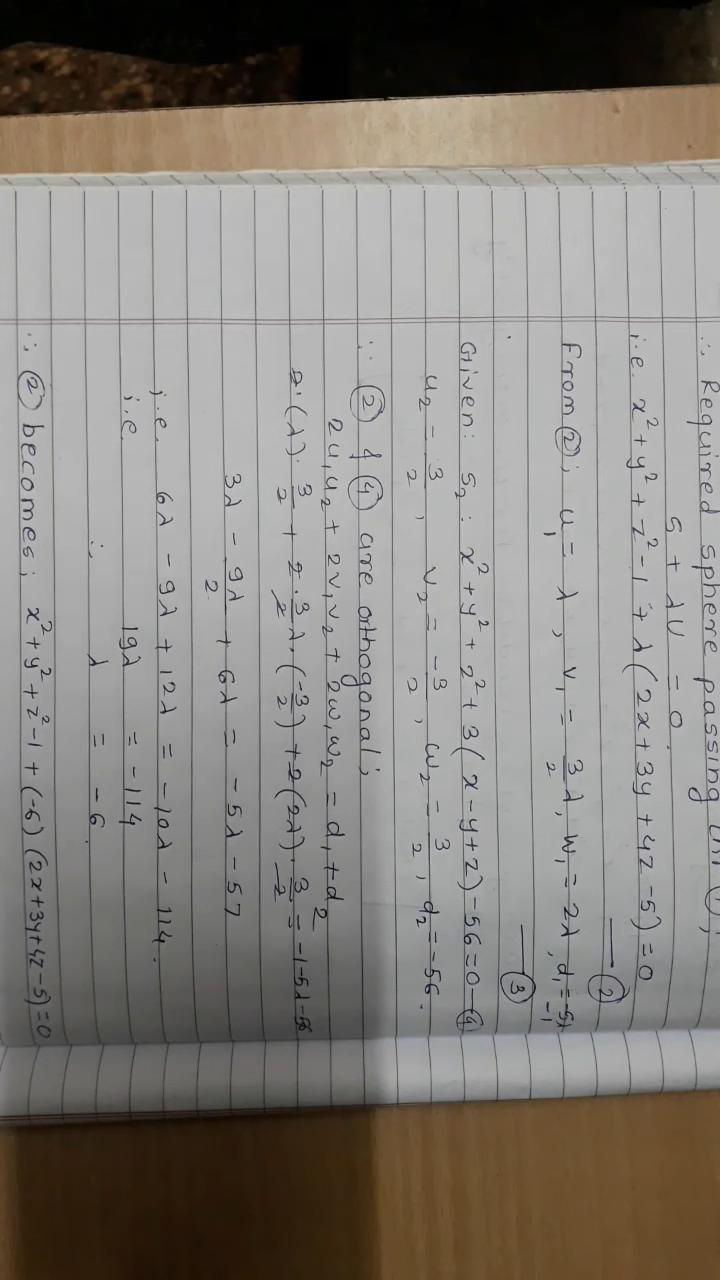 ∴ Required sphere passing thr ①;
S + λU = 0
i.e. x² + y² + z² - 1 + λ(2x + 3y + 4z - 5) = 0
— ②
From ②; u₁ = λ, v₁ = 3/2 λ, w₁ = 2λ, d₁ = -5λ -1
— ③
Given: S₂ : x² + y² + z² + 3(x - y + z) - 56 = 0 — ④
u₂ = 3/2, v₂ = -3/2, w₂ = 3/2, d₂ = -56.
∵ ② & ④ are orthogonal;
2u₁u₂ + 2v₁v₂ + 2w₁w₂ = d₁ + d²
2·(λ)·3/2 + 2·3/2 λ·(-3/2) + 2(2λ)·3/2 = -1-5λ-56
3λ - 9λ/2 + 6λ = -5λ - 57
i.e. 6λ - 9λ + 12λ = -10λ - 114.
i.e 19λ = -114
∴ λ = -6.
∴ ② becomes; x² + y² + z² - 1 + (-6) (2x + 3y + 4z - 5) = 0